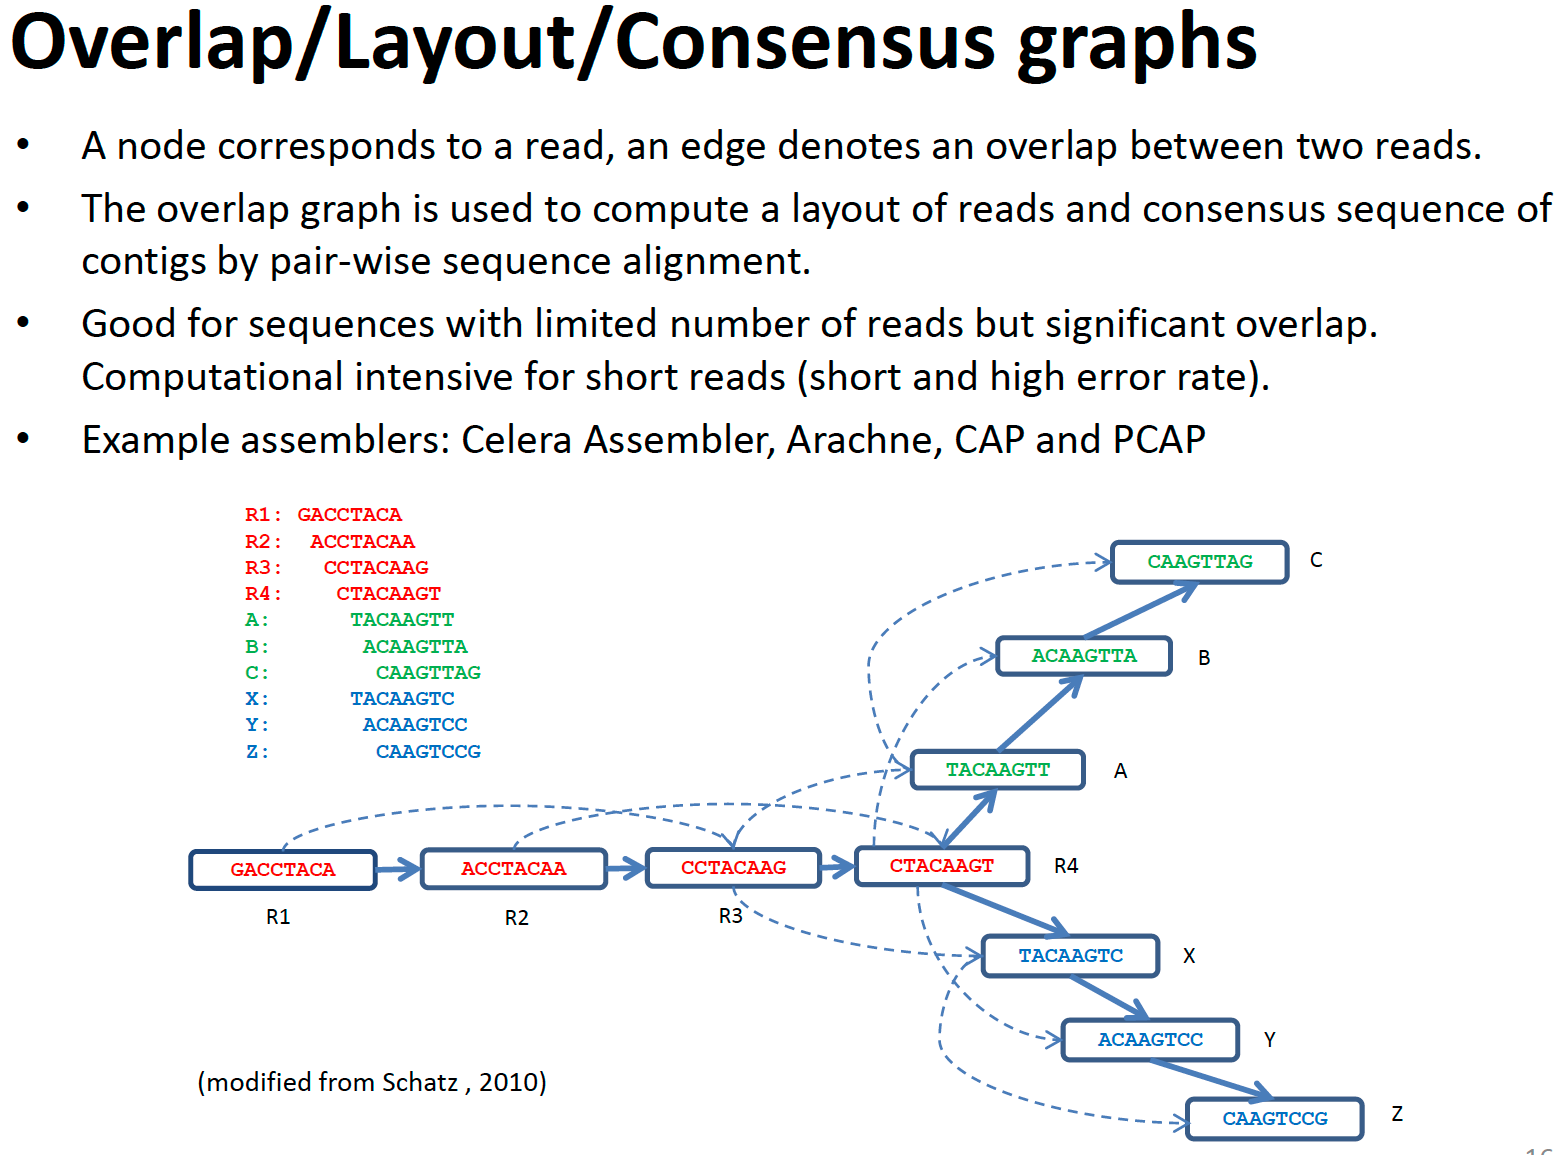 Overlap/Layout/Consensus graphs
• A node corresponds to a read, an edge denotes an overlap between two reads.
• The overlap graph is used to compute a layout of reads and consensus sequence of
contigs by pair-wise sequence alignment.
• Good for sequences with limited number of reads but significant overlap.
Computational intensive for short reads (short and high error rate).
• Example assemblers: Celera Assembler, Arachne, CAP and PCAP
R1: GACCTACA
R2: ACCTACAA
R3: CCTACAAG
R4: CTACAAGT
A: TACAAGTT
B: ACAAGTTA
C: CAAGTTAG
X: TACAAGTC
Y: ACAAGTCC
Z: CAAGTCCG
CAAGTTAG C
ACAAGTTA B
TACAAGTT A
GACCTACA ACCTACAA CCTACAAG CTACAAGT R4
R1 R2 R3
TACAAGTC X
ACAAGTCC Y
CAAGTCCG Z
(modified from Schatz , 2010)